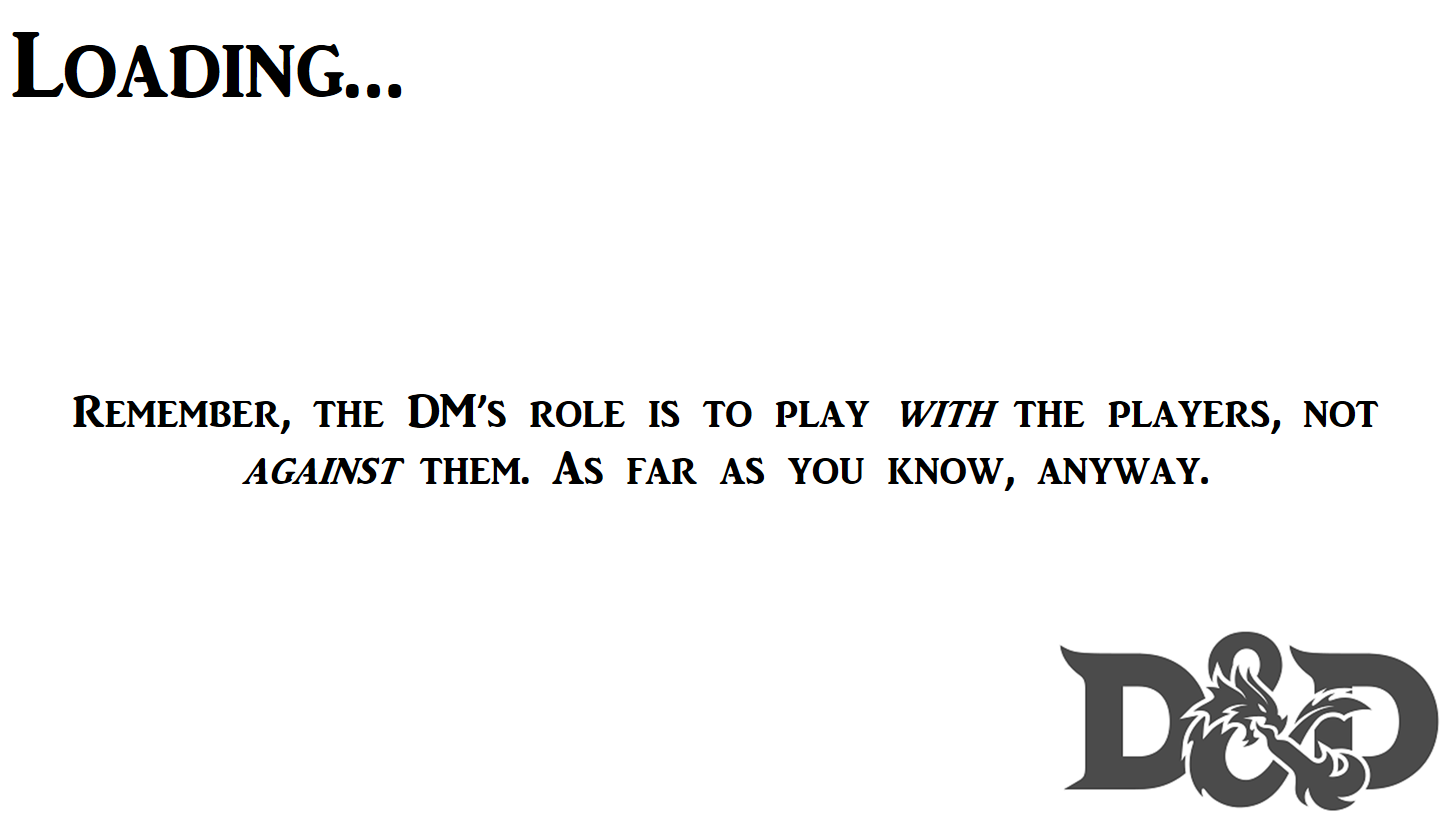 Loading...
Remember, the DM's role is to play with the players, not
against them. As far as you know, anyway.
D&D